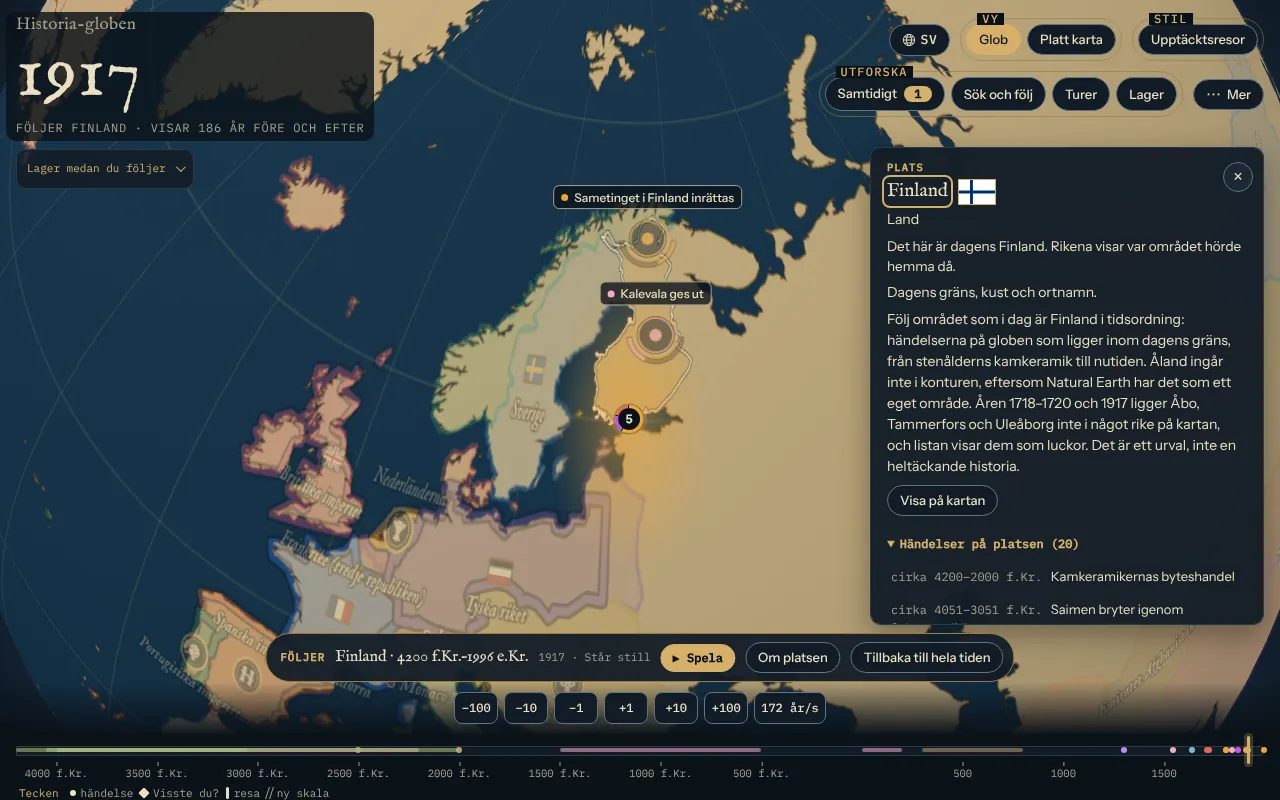 Historia-globen
1917
FÖLJER FINLAND · VISAR 186 ÅR FÖRE OCH EFTER
Lager medan du följer
SV
VY
Glob
Platt karta
STIL
Upptäcktsresor
UTFORSKA
Samtidigt 1
Sök och följ
Turer
Lager
··· Mer
Sametinget i Finland inrättas
Kalevala ges ut
5
Sverige
Brittiska imperiet
Nederländerna
Frankrike (tredje republiken)
Tyska riket
Spanska
Portugisiska
Monaco
Emiratet Afghanistan
PLATS
×
Finland
Land
Det här är dagens Finland. Rikena visar var området hörde
hemma då.
Dagens gräns, kust och ortnamn.
Följ området som i dag är Finland i tidsordning:
händelserna på globen som ligger inom dagens gräns,
från stenålderns kamkeramik till nutiden. Åland ingår
inte i konturen, eftersom Natural Earth har det som ett
eget område. Åren 1718–1720 och 1917 ligger Åbo,
Tammerfors och Uleåborg inte i något rike på kartan,
och listan visar dem som luckor. Det är ett urval, inte en
heltäckande historia.
Visa på kartan
▼ Händelser på platsen (20)
cirka 4200–2000 f.Kr. Kamkeramikernas byteshandel
cirka 4051–3051 f.Kr. Saimen bryter igenom
FÖLJER Finland · 4200 f.Kr.–1996 e.Kr. 1917 · Står still ▶ Spela Om platsen Tillbaka till hela tiden
−100 −10 −1 +1 +10 +100 172 år/s
4000 f.Kr. 3500 f.Kr. 3000 f.Kr. 2500 f.Kr. 2000 f.Kr. 1500 f.Kr. 1000 f.Kr. 500 f.Kr. 500 1000 1500
Tecken händelse Visste du? resa // ny skala